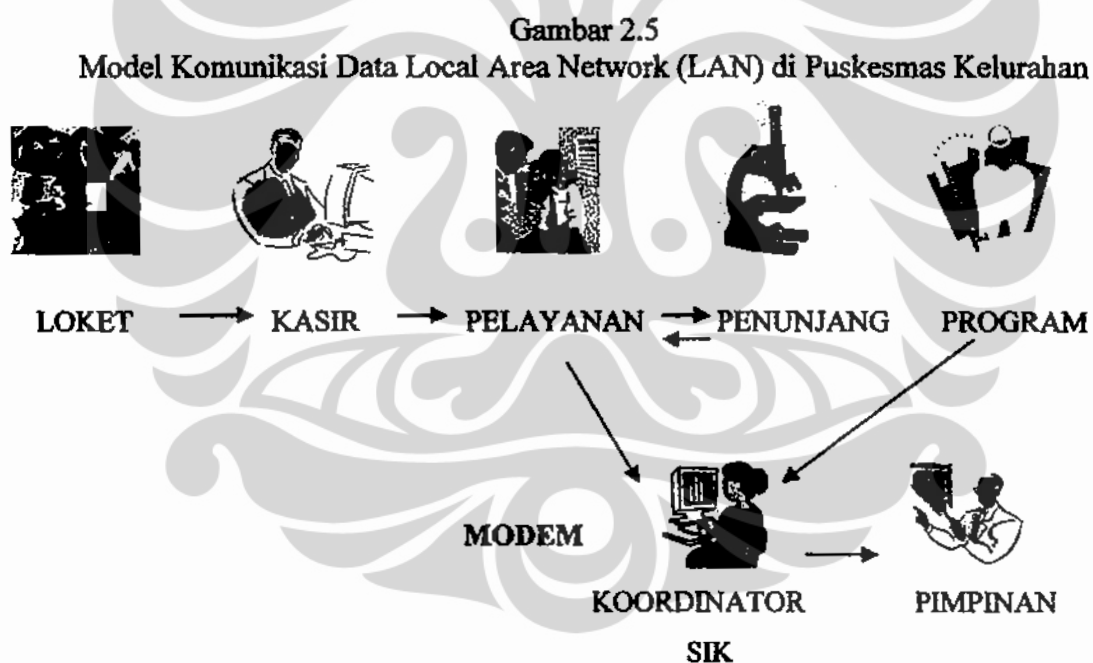 Gambar 2.5
Model Komunikasi Data Local Area Network (LAN) di Puskesmas Kelurahan
LOKET KASIR PELAYANAN PENUNJANG PROGRAM
MODEM
KOORDINATOR PIMPINAN
SIK